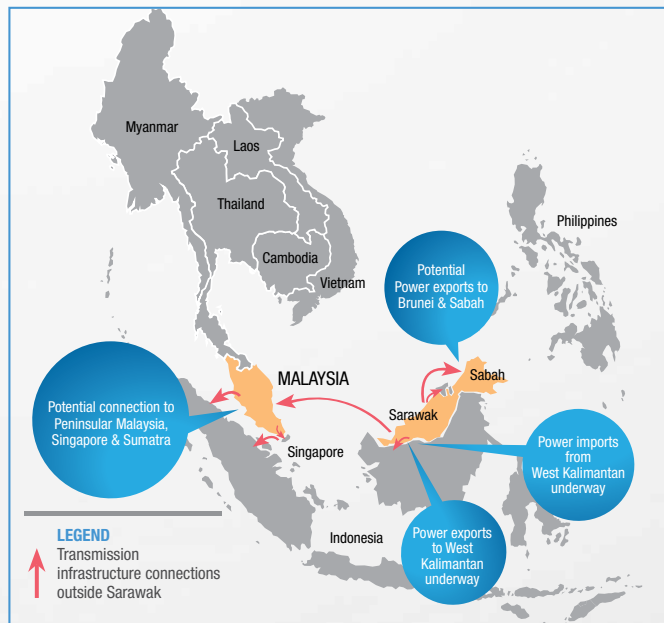 Myanmar
Laos
Thailand
Cambodia
Vietnam
Philippines
Potential
Power exports to
Brunei & Sabah
MALAYSIA
Sabah
Sarawak
Potential connection to
Peninsular Malaysia,
Singapore & Sumatra
Singapore
Power imports
from
West Kalimantan
underway
Indonesia
Power exports
to West
Kalimantan
underway
LEGEND
Transmission
infrastructure connections
outside Sarawak